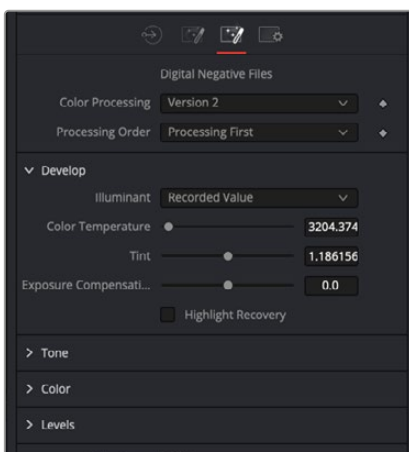 Digital Negative Files
Color Processing Version 2
Processing Order Processing First
Develop
Illuminant Recorded Value
Color Temperature 3204.374
Tint 1.186156
Exposure Compensati... 0.0
Highlight Recovery
Tone
Color
Levels